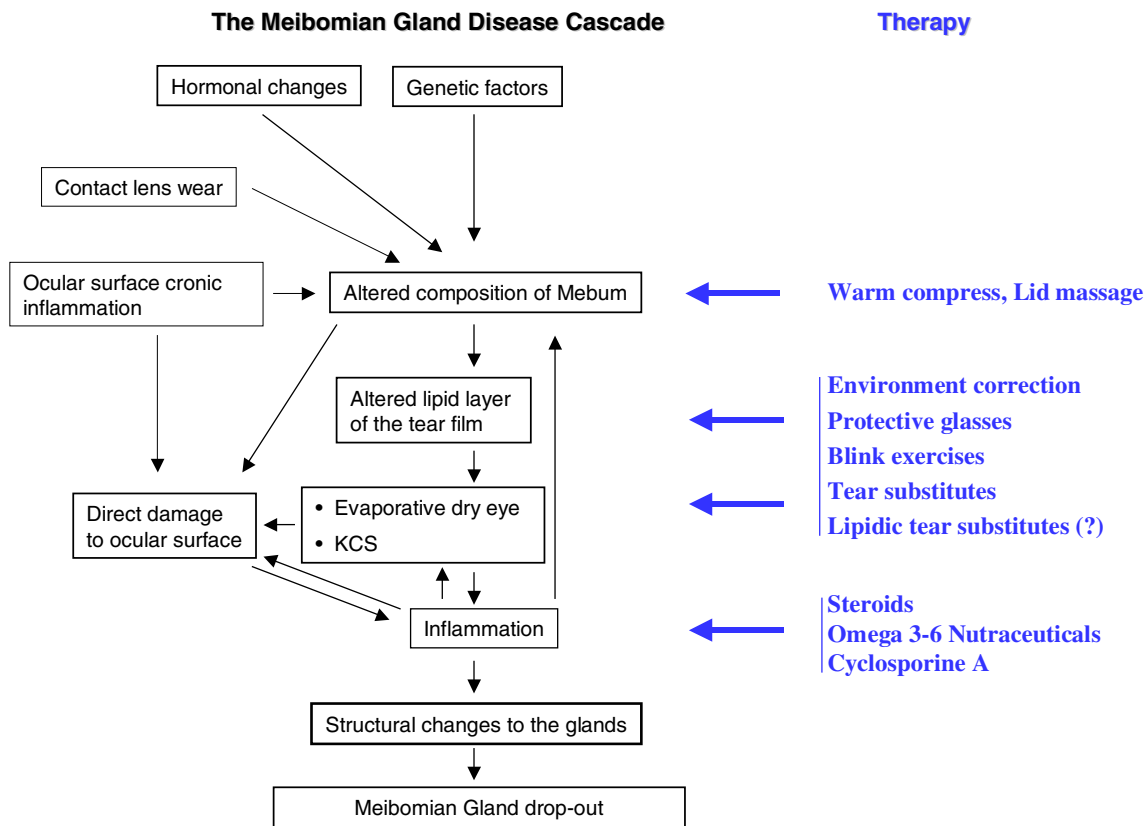 The Meibomian Gland Disease Cascade
Therapy
Hormonal changes
Genetic factors
Contact lens wear
Ocular surface cronic
inflammation
Altered composition of Mebum
Warm compress, Lid massage
Altered lipid layer
of the tear film
Environment correction
Protective glasses
Blink exercises
Tear substitutes
Lipidic tear substitutes (?)
Direct damage
to ocular surface
• Evaporative dry eye
• KCS
Inflammation
Steroids
Omega 3-6 Nutraceuticals
Cyclosporine A
Structural changes to the glands
Meibomian Gland drop-out